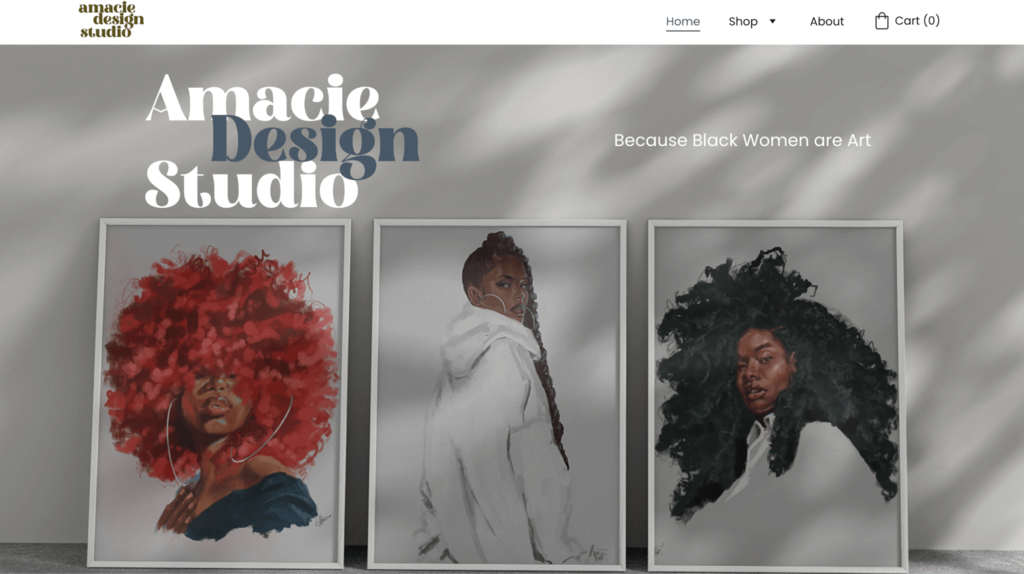 amacie
design
studio
Home
Shop
About
Cart (0)
Amacie
Design
Studio
Because Black Women are Art